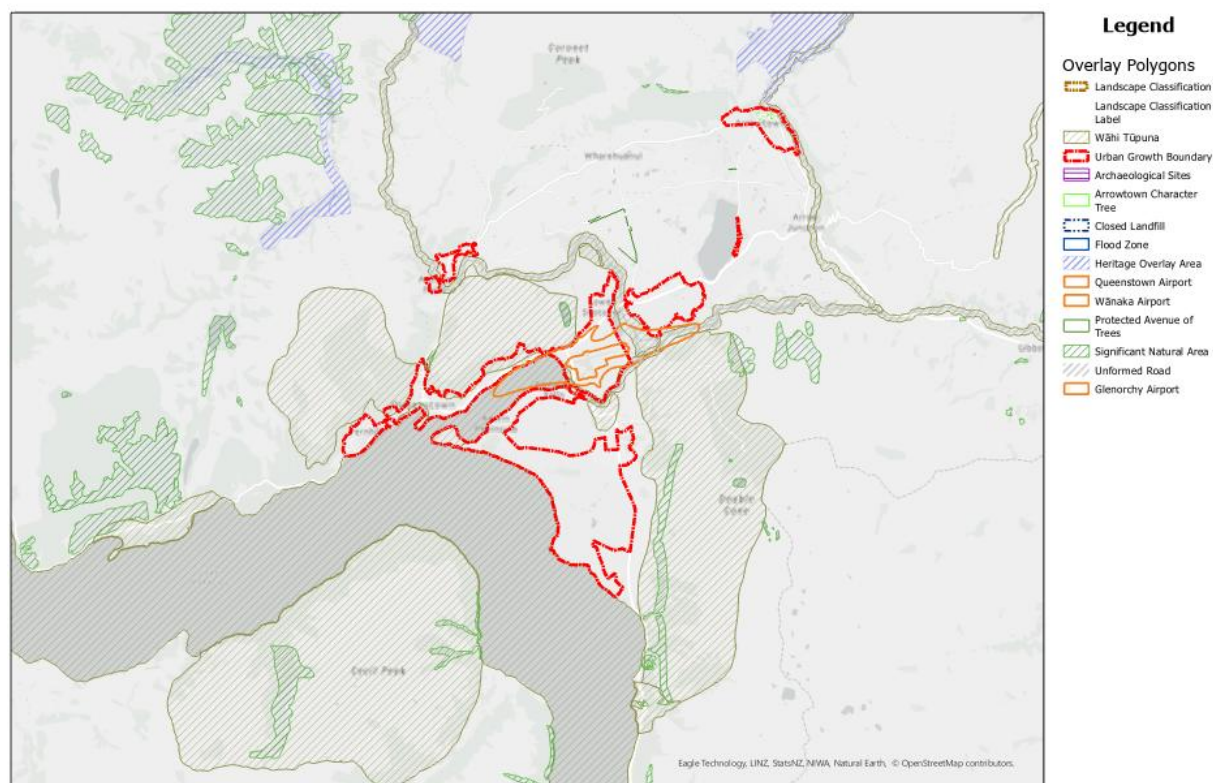 Legend
Overlay Polygons
Landscape Classification
Landscape Classification
Label
Wāhi Tūpuna
Urban Growth Boundary
Archaeological Sites
Arrowtown Character
Tree
Closed Landfill
Flood Zone
Heritage Overlay Area
Queenstown Airport
Wānaka Airport
Protected Avenue of
Trees
Significant Natural Area
Unformed Road
Glenorchy Airport
Coronet
Peak
Arrow
Junction
Double
Cone
Cecil Peak
Eagle Technology, LINZ, StatsNZ, NIWA, Natural Earth, © OpenStreetMap contributors.